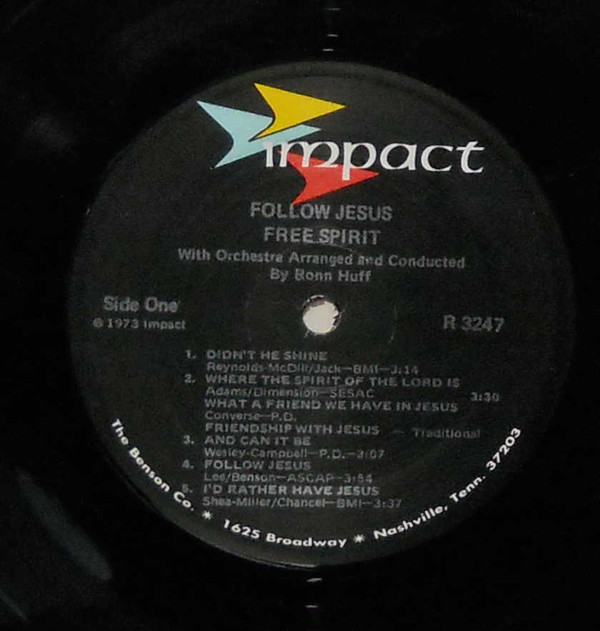 impact
FOLLOW JESUS
FREE SPIRIT
With Orchestra Arranged and Conducted
By Ronn Huff
Side One
℗ 1973 Impact
R 3247
1. DIDN'T HE SHINE
Reynolds-McDill/Jack—BMI—3:14
2. WHERE THE SPIRIT OF THE LORD IS
Adams/Dimension—SESAC 3:30
WHAT A FRIEND WE HAVE IN JESUS
Converse—P.D.
FRIENDSHIP WITH JESUS — Traditional
3. AND CAN IT BE
Wesley-Campbell—P.D.—3:07
4. FOLLOW JESUS
Lee/Benson—ASCAP—3:54
5. I'D RATHER HAVE JESUS
Shea-Miller/Chancel—BMI—3:37
The Benson Co. * 1625 Broadway * Nashville, Tenn. 37203